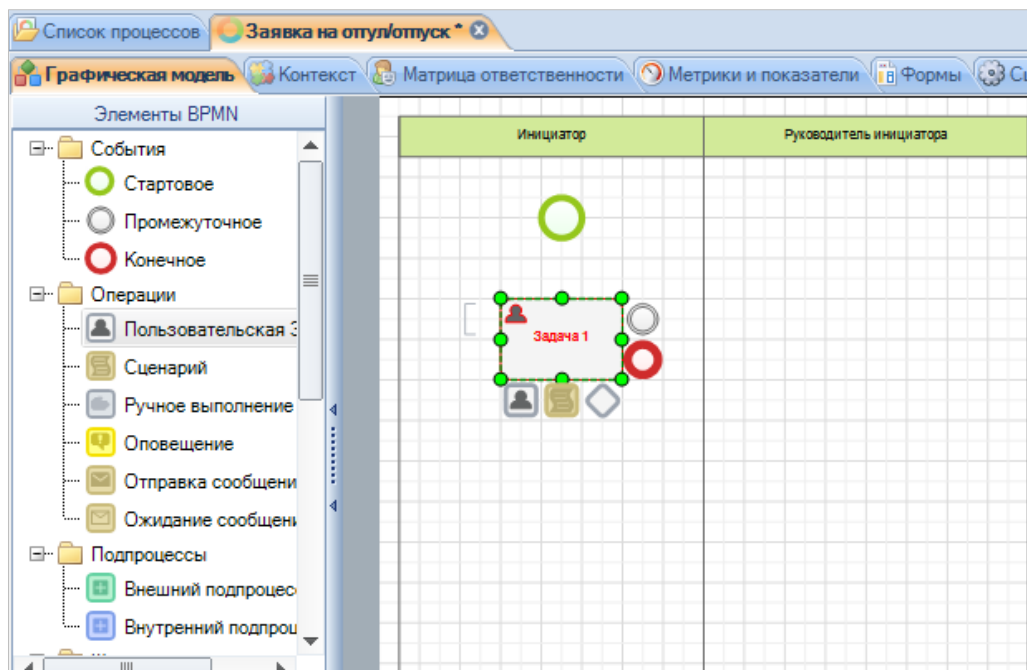 Список процессов
Заявка на отгул/отпуск *
Графическая модель
Контекст
Матрица ответственности
Метрики и показатели
Формы
Элементы BPMN
События
Стартовое
Промежуточное
Конечное
Операции
Пользовательская
Сценарий
Ручное выполнение
Оповещение
Отправка сообщени
Ожидание сообщен
Подпроцессы
Внешний подпроцес
Внутренний подпроц
Инициатор
Руководитель инициатора
Задача 1